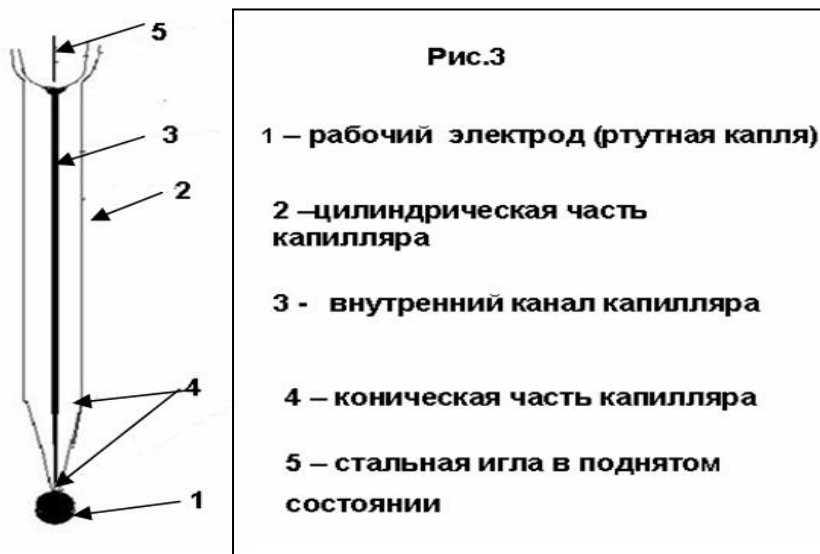 5
3
2
4
1
Рис.3
1 – рабочий электрод (ртутная капля)
2 –цилиндрическая часть
капилляра
3 - внутренний канал капилляра
4 – коническая часть капилляра
5 – стальная игла в поднятом
состоянии